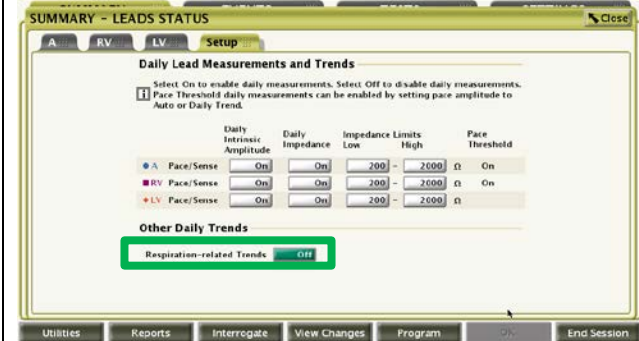 SUMMARY - LEADS STATUS
Close
A RV LV Setup
Daily Lead Measurements and Trends
Select On to enable daily measurements. Select Off to disable daily measurements.
Pace Threshold daily measurements can be enabled by setting pace amplitude to
Auto or Daily Trend.
Daily
Intrinsic
Amplitude
Daily
Impedance
Impedance Limits
Low High
Pace
Threshold
A Pace/Sense On On 200 - 2000 Ω On
RV Pace/Sense On On 200 - 2000 Ω On
LV Pace/Sense On On 200 - 2000 Ω
Other Daily Trends
Respiration-related Trends Off
Utilities Reports Interrogate View Changes Program End Session